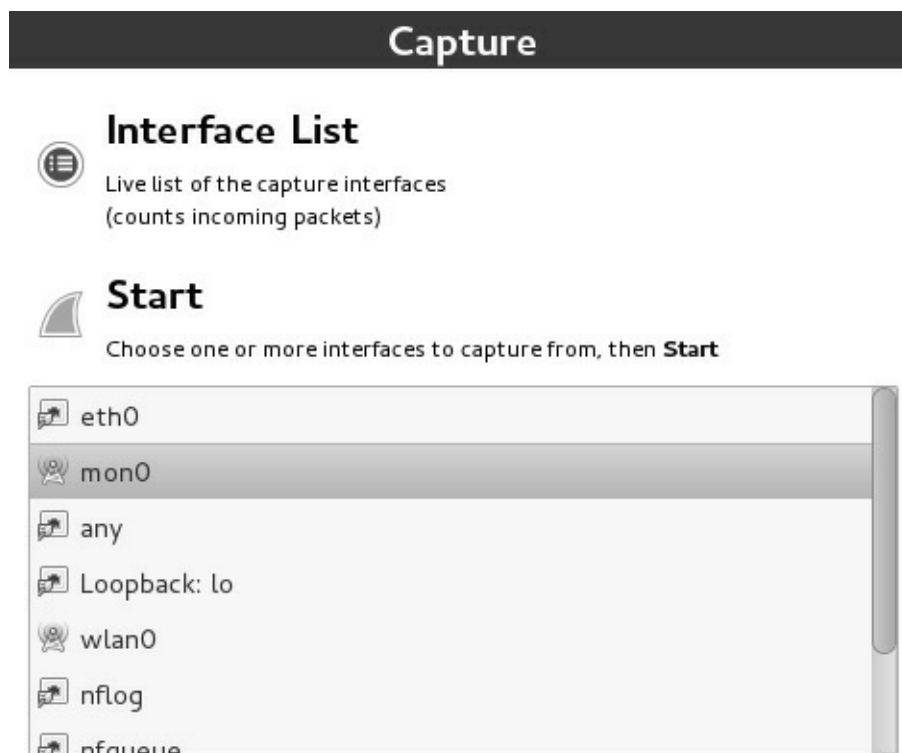 Capture
Interface List
Live list of the capture interfaces
(counts incoming packets)
Start
Choose one or more interfaces to capture from, then Start
eth0
mon0
any
Loopback: lo
wlan0
nflog
nfqueue